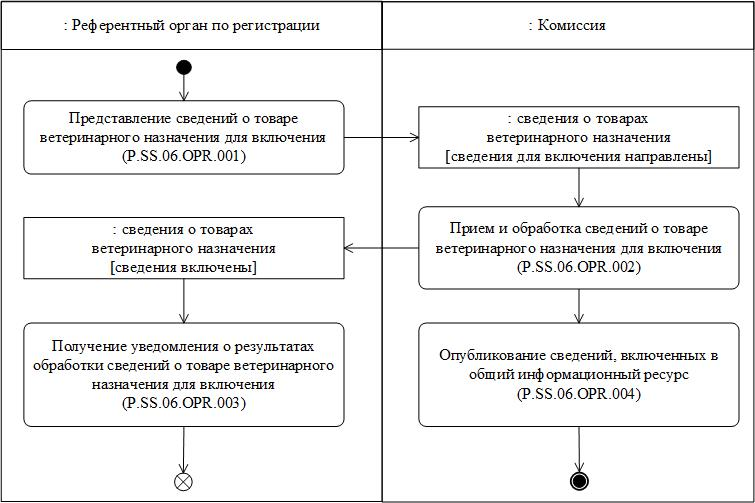 : Референтный орган по регистрации
: Комиссия
Представление сведений о товаре
ветеринарного назначения для включения
(P.SS.06.OPR.001)
: сведения о товарах
ветеринарного назначения
[сведения для включения направлены]
: сведения о товарах
ветеринарного назначения
[сведения включены]
Прием и обработка сведений о товаре
ветеринарного назначения для включения
(P.SS.06.OPR.002)
Получение уведомления о результатах
обработки сведений о товаре ветеринарного
назначения для включения
(P.SS.06.OPR.003)
Опубликование сведений, включенных в
общий информационный ресурс
(P.SS.06.OPR.004)